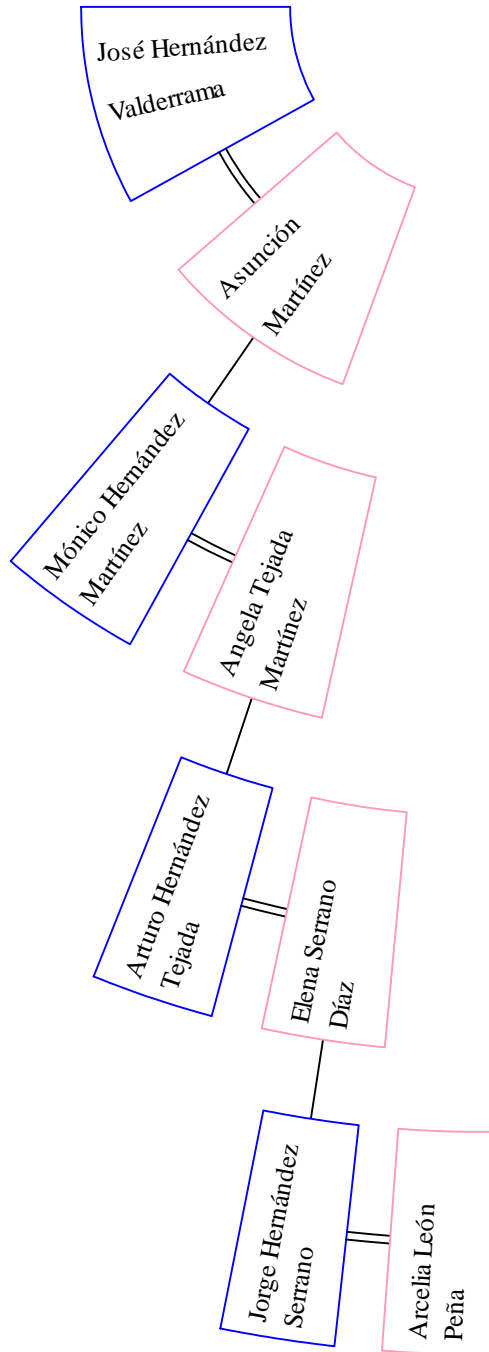 José Hernández
Valderrama
Asunción
Martínez
Mónico Hernández
Martínez
Angela Tejada
Martínez
Arturo Hernández
Tejada
Elena Serrano
Díaz
Jorge Hernández
Serrano
Arcelia León
Peña